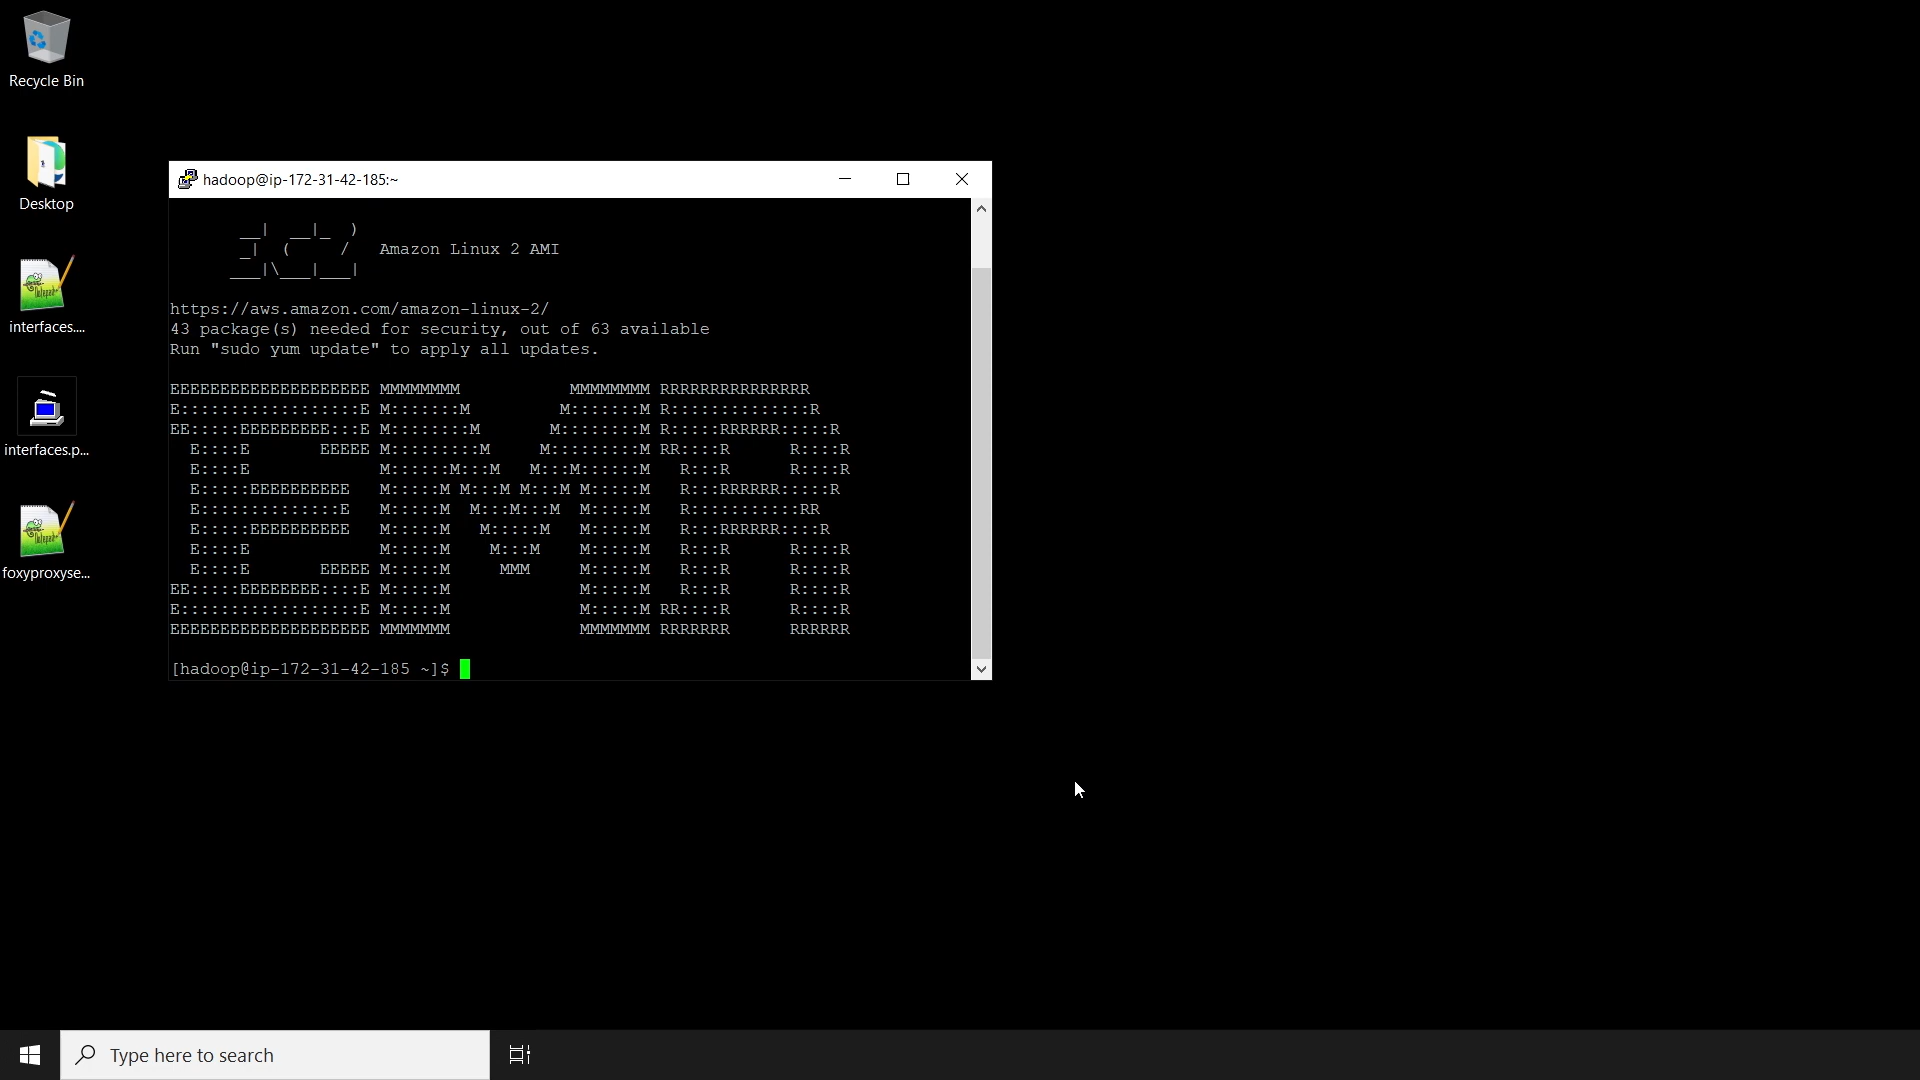 Recycle Bin
Desktop
interfaces....
interfaces.p...
foxyproxyse...
hadoop@ip-172-31-42-185:~
       __|  __|_  )
       _|  (     /   Amazon Linux 2 AMI
      ___|\___|___|
https://aws.amazon.com/amazon-linux-2/
43 package(s) needed for security, out of 63 available
Run "sudo yum update" to apply all updates.
EEEEEEEEEEEEEEEEEEEE MMMMMMMM           MMMMMMMM RRRRRRRRRRRRRRR
E::::::::::::::::::E M:::::::M         M:::::::M R::::::::::::::R
EE:::::EEEEEEEEE:::E M::::::::M       M::::::::M R:::::RRRRRR:::::R
  E::::E       EEEEE M:::::::::M     M:::::::::M RR::::R      R::::R
  E::::E             M::::::M:::M   M:::M::::::M   R:::R      R::::R
  E:::::EEEEEEEEEE   M:::::M M:::M M:::M M:::::M   R:::RRRRRR:::::R
  E::::::::::::::E   M:::::M  M:::M:::M  M:::::M   R:::::::::::RR
  E:::::EEEEEEEEEE   M:::::M   M:::::M   M:::::M   R:::RRRRRR::::R
  E::::E             M:::::M    M:::M    M:::::M   R:::R      R::::R
  E::::E       EEEEE M:::::M     MMM     M:::::M   R:::R      R::::R
EE:::::EEEEEEEE::::E M:::::M             M:::::M   R:::R      R::::R
E::::::::::::::::::E M:::::M             M:::::M RR::::R      R::::R
EEEEEEEEEEEEEEEEEEEE MMMMMMM             MMMMMMM RRRRRRR      RRRRRR
[hadoop@ip-172-31-42-185 ~]$
Type here to search